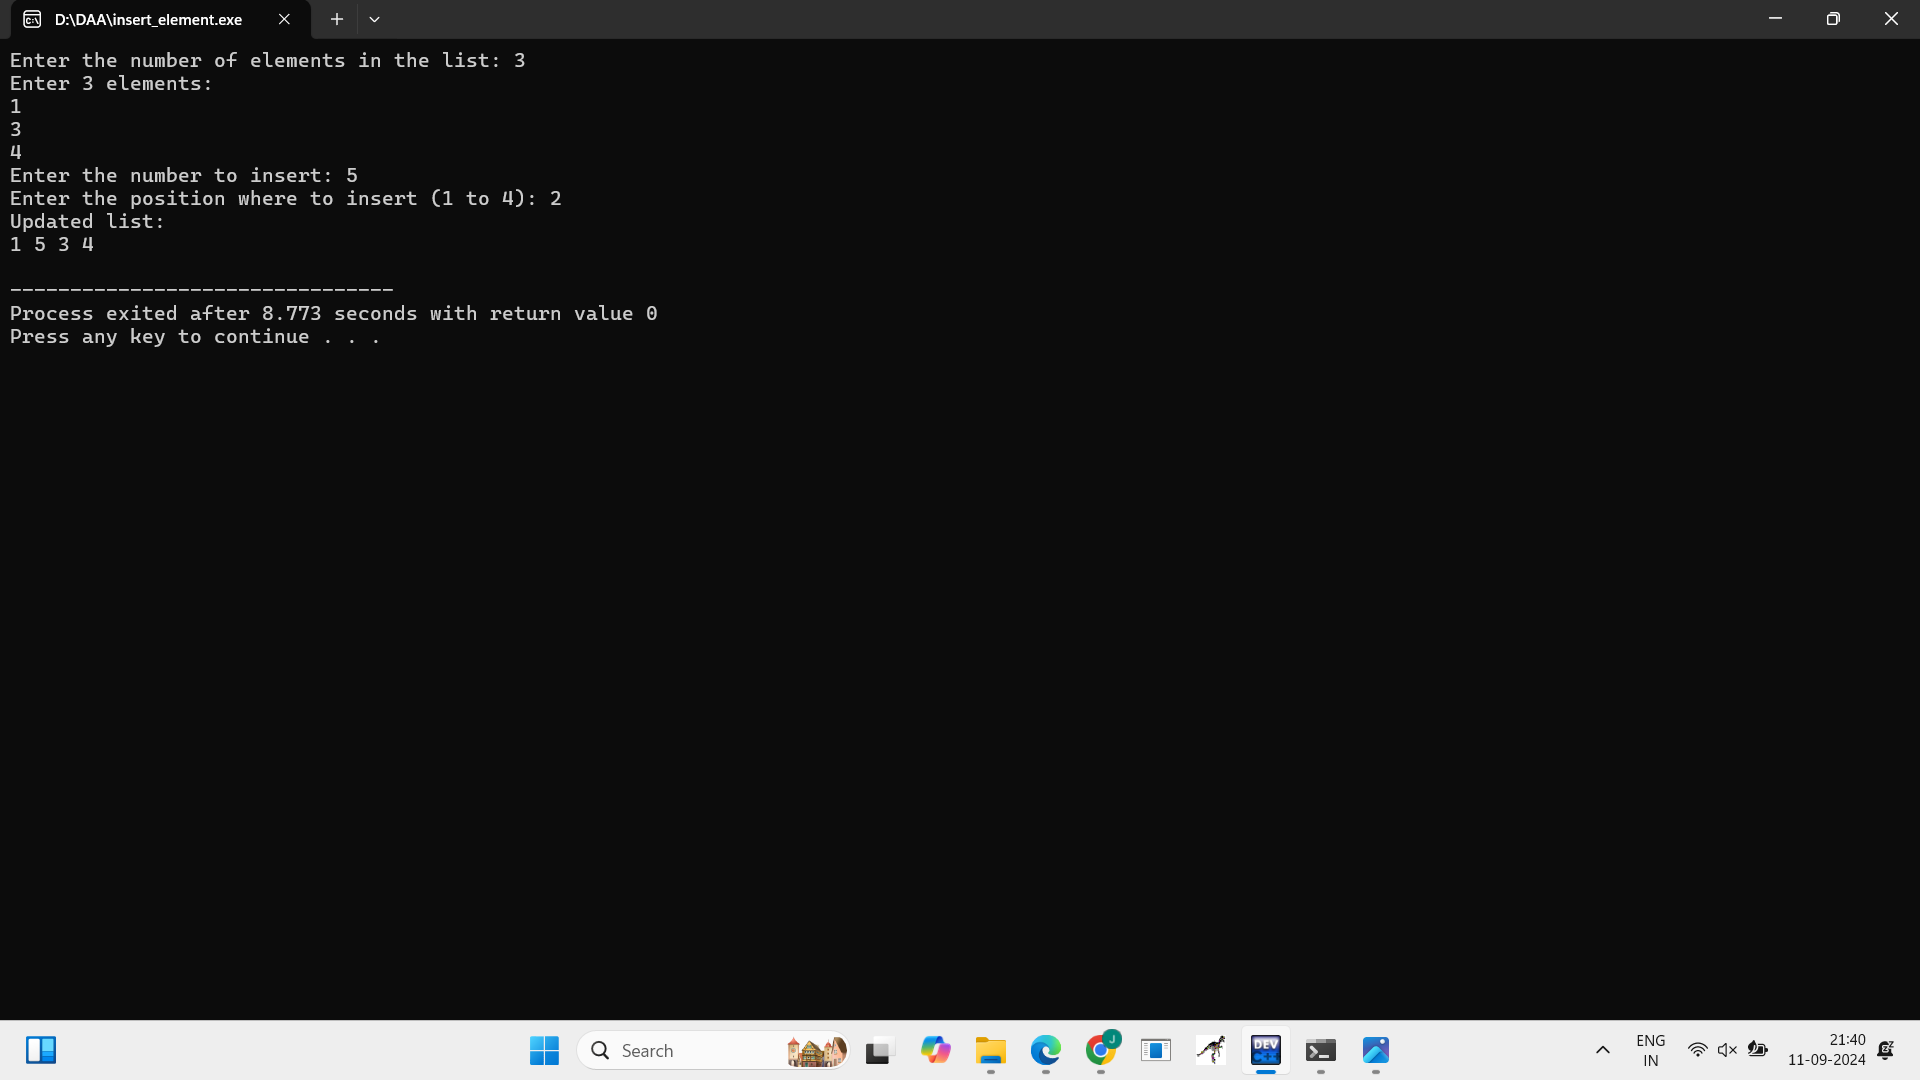 D:\DAA\insert_element.exe
Enter the number of elements in the list: 3
Enter 3 elements:
1
3
4
Enter the number to insert: 5
Enter the position where to insert (1 to 4): 2
Updated list:
1 5 3 4
--------------------------------
Process exited after 8.773 seconds with return value 0
Press any key to continue . . .
Search
J
DEV
C++
ENG
IN
21:40
11-09-2024